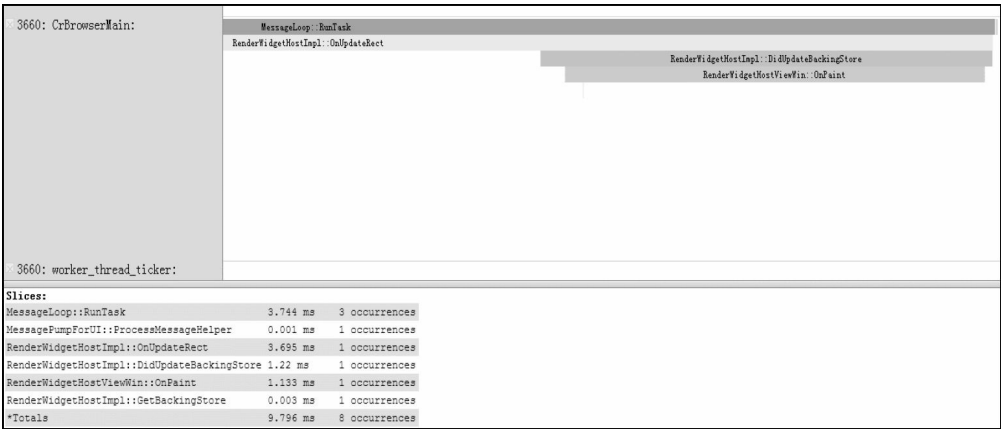 3660: CrBrowserMain:
MessageLoop::RunTask
RenderWidgetHostImpl::OnUpdateRect
RenderWidgetHostImpl::DidUpdateBackingStore
RenderWidgetHostViewWin::OnPaint
3660: worker_thread_ticker:
Slices:
MessageLoop::RunTask 3.744 ms 3 occurrences
MessagePumpForUI::ProcessMessageHelper 0.001 ms 1 occurrences
RenderWidgetHostImpl::OnUpdateRect 3.695 ms 1 occurrences
RenderWidgetHostImpl::DidUpdateBackingStore 1.22 ms 1 occurrences
RenderWidgetHostViewWin::OnPaint 1.133 ms 1 occurrences
RenderWidgetHostImpl::GetBackingStore 0.003 ms 1 occurrences
*Totals 9.796 ms 8 occurrences